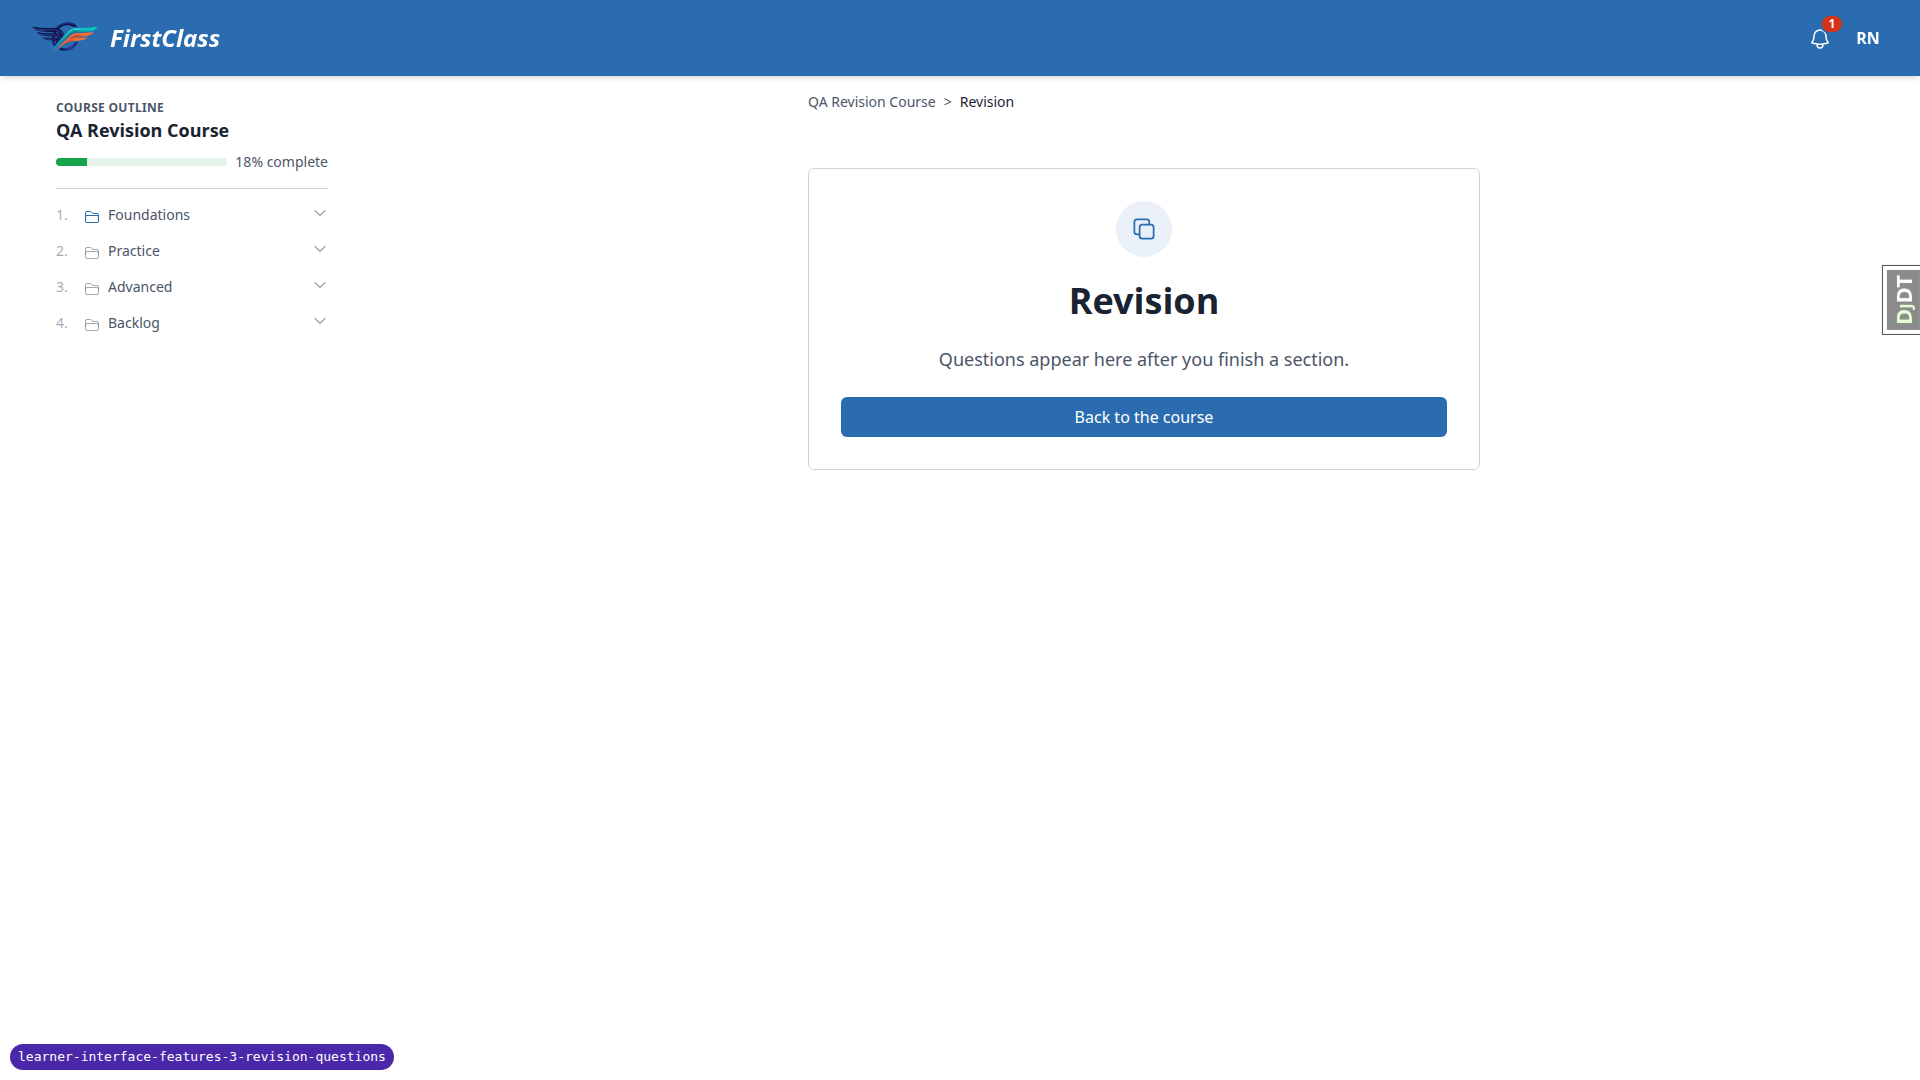 FirstClass
1
RN
COURSE OUTLINE
QA Revision Course
18% complete
1. Foundations
2. Practice
3. Advanced
4. Backlog
QA Revision Course > Revision
Revision
Questions appear here after you finish a section.
Back to the course
DjDT
learner-interface-features-3-revision-questions